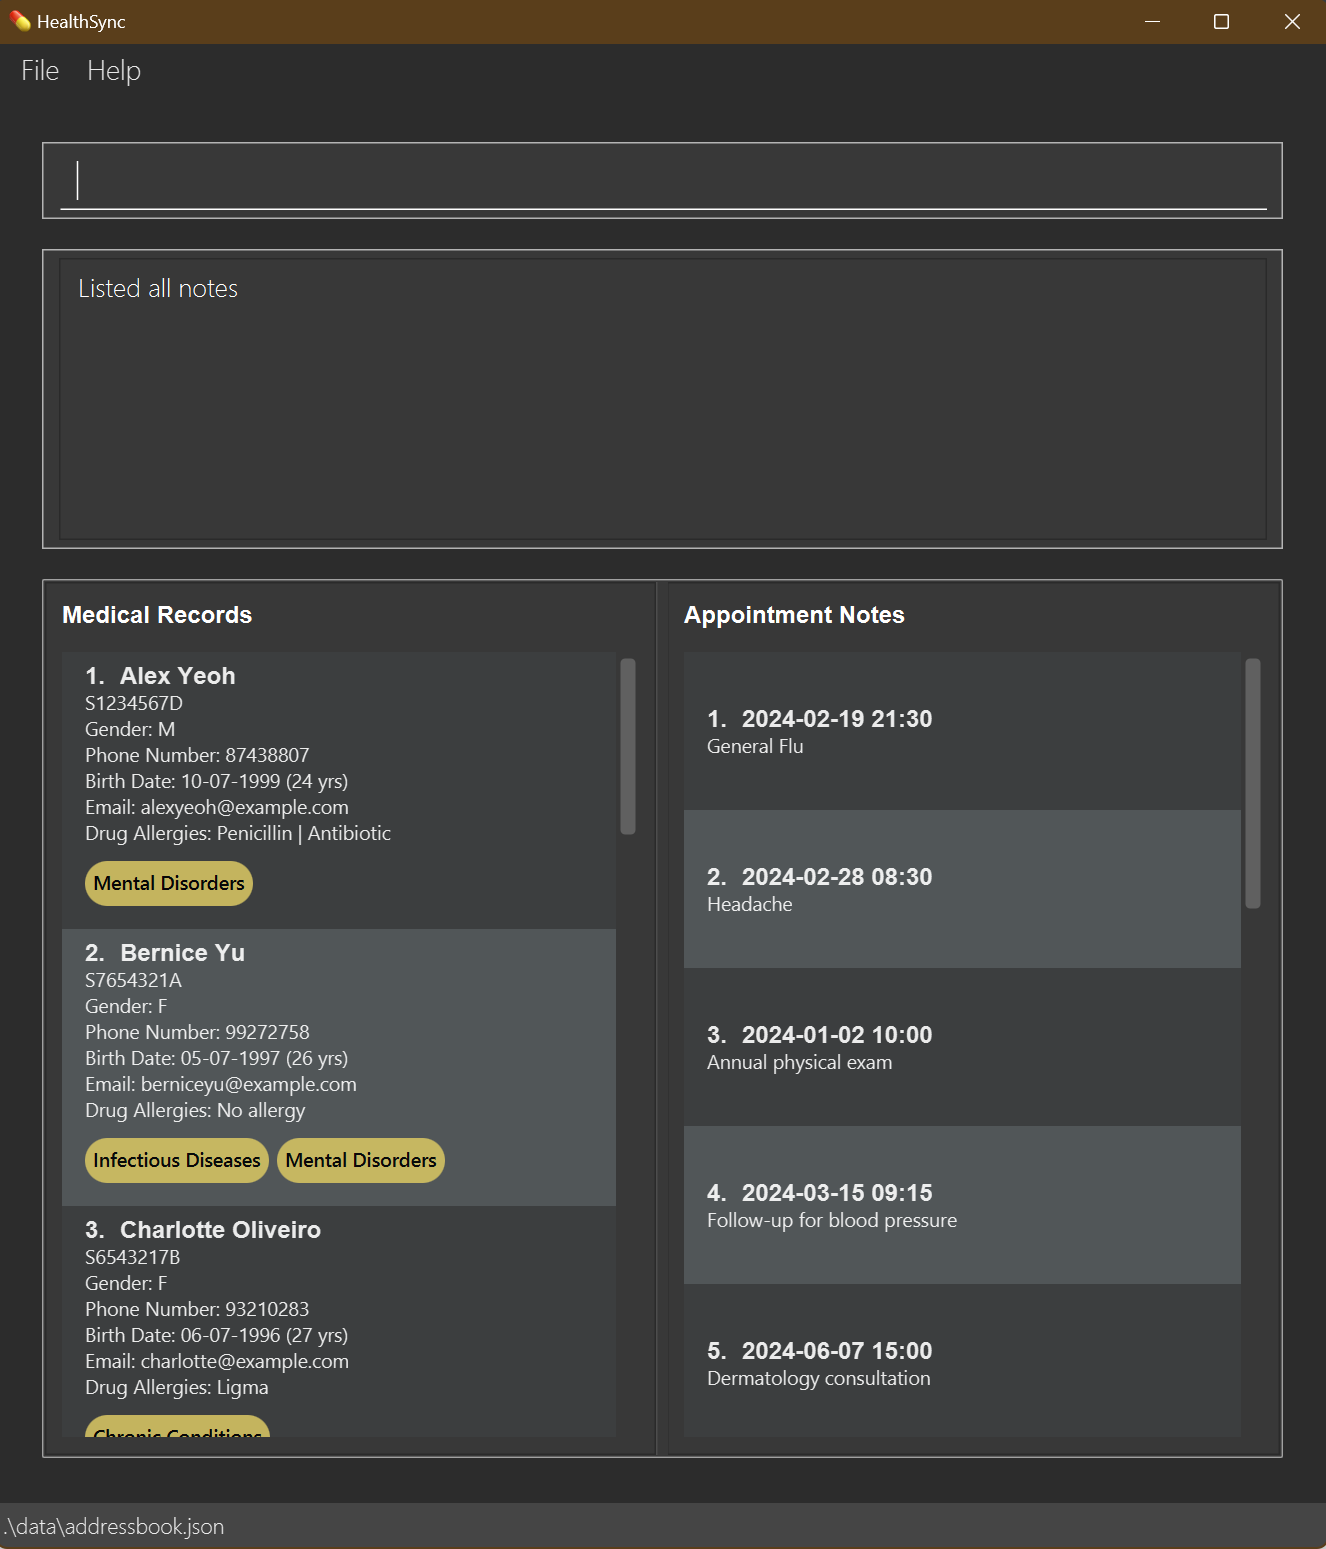 HealthSync
File Help
Listed all notes
Medical Records
1. Alex Yeoh
S1234567D
Gender: M
Phone Number: 87438807
Birth Date: 10-07-1999 (24 yrs)
Email: alexyeoh@example.com
Drug Allergies: Penicillin | Antibiotic
Mental Disorders
2. Bernice Yu
S7654321A
Gender: F
Phone Number: 99272758
Birth Date: 05-07-1997 (26 yrs)
Email: berniceyu@example.com
Drug Allergies: No allergy
Infectious Diseases Mental Disorders
3. Charlotte Oliveiro
S6543217B
Gender: F
Phone Number: 93210283
Birth Date: 06-07-1996 (27 yrs)
Email: charlotte@example.com
Drug Allergies: Ligma
Chronic Conditions
Appointment Notes
1. 2024-02-19 21:30
General Flu
2. 2024-02-28 08:30
Headache
3. 2024-01-02 10:00
Annual physical exam
4. 2024-03-15 09:15
Follow-up for blood pressure
5. 2024-06-07 15:00
Dermatology consultation
.\data\addressbook.json